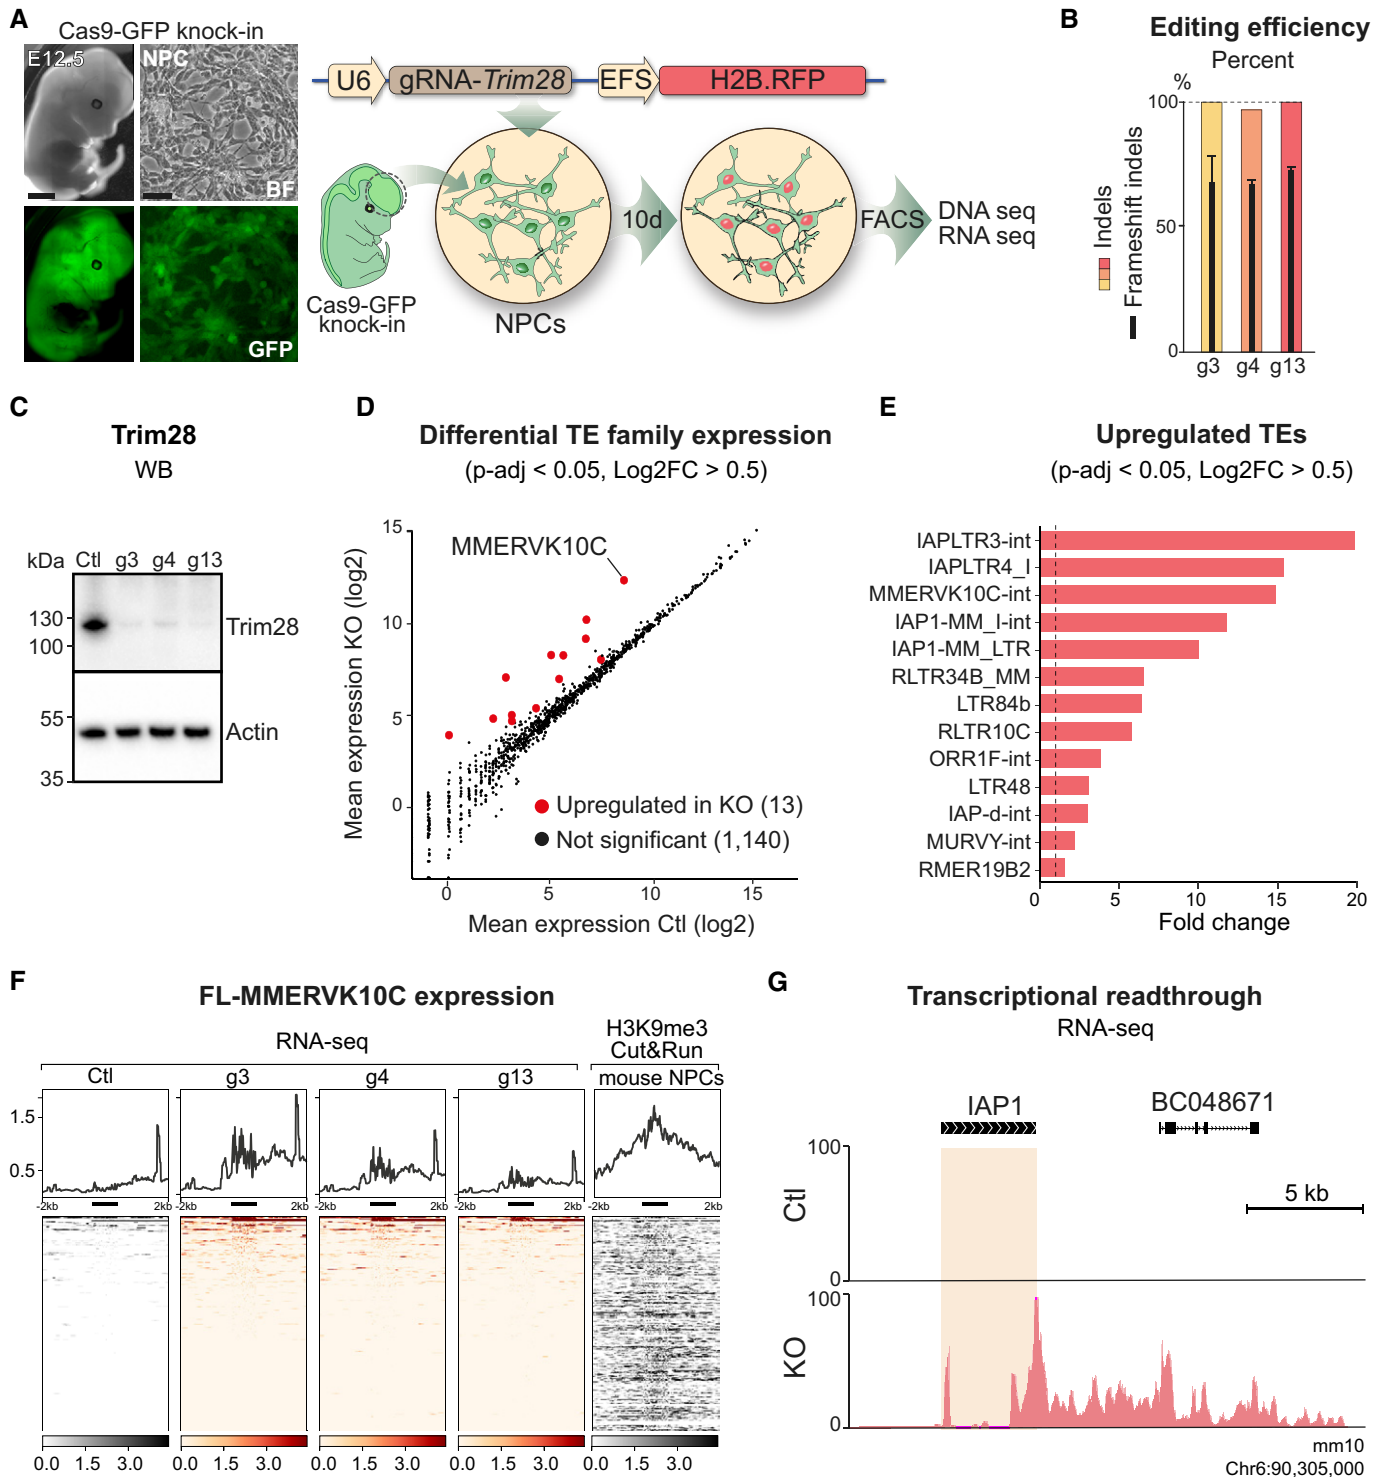 A
Cas9-GFP knock-in
E12.5
NPC
BF
GFP
U6
gRNA-Trim28
EFS
H2B.RFP
Cas9-GFP
knock-in
NPCs
10d
FACS
DNA seq
RNA seq
B
Editing efficiency
Percent
%
100
50
0
Indels
Frameshift indels
g3 g4 g13
C
Trim28
WB
kDa Ctl g3 g4 g13
130
100
Trim28
55
Actin
35
D
Differential TE family expression
(p-adj < 0.05, Log2FC > 0.5)
MMERVK10C
Mean expression KO (log2)
15
10
5
0
Upregulated in KO (13)
Not significant (1,140)
0 5 10 15
Mean expression Ctl (log2)
E
Upregulated TEs
(p-adj < 0.05, Log2FC > 0.5)
IAPLTR3-int
IAPLTR4_I
MMERVK10C-int
IAP1-MM_I-int
IAP1-MM_LTR
RLTR34B_MM
LTR84b
RLTR10C
ORR1F-int
LTR48
IAP-d-int
MURVY-int
RMER19B2
0 5 10 15 20
Fold change
F
FL-MMERVK10C expression
RNA-seq
H3K9me3
Cut&Run
Ctl g3 g4 g13 mouse NPCs
1.5
0.5
-2kb 2kb -2kb 2kb -2kb 2kb -2kb 2kb -2kb 2kb
0.0 1.5 3.0 0.0 1.5 3.0 0.0 1.5 3.0 0.0 1.5 3.0 0.0 1.5 3.0
G
Transcriptional readthrough
RNA-seq
IAP1
BC048671
100
Ctl
5 kb
0
100
KO
0
mm10
Chr6:90,305,000